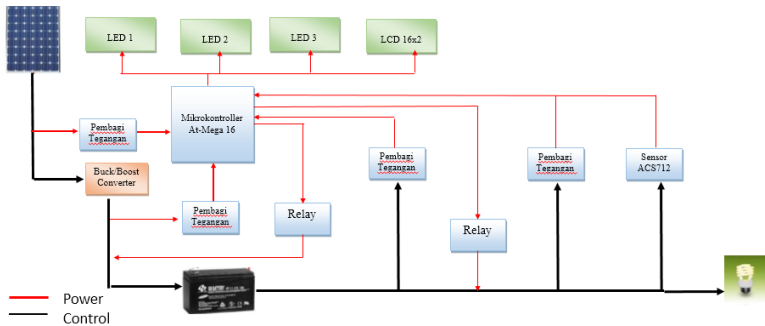 LED 1
LED 2
LED 3
LCD 16x2
Mikrokontroller
At-Mega 16
Pembagi
Tegangan
Buck/Boost
Converter
Pembagi
Tegangan
Relay
Pembagi
Tegangan
Relay
Pembagi
Tegangan
Sensor
ACS712
Power
Control